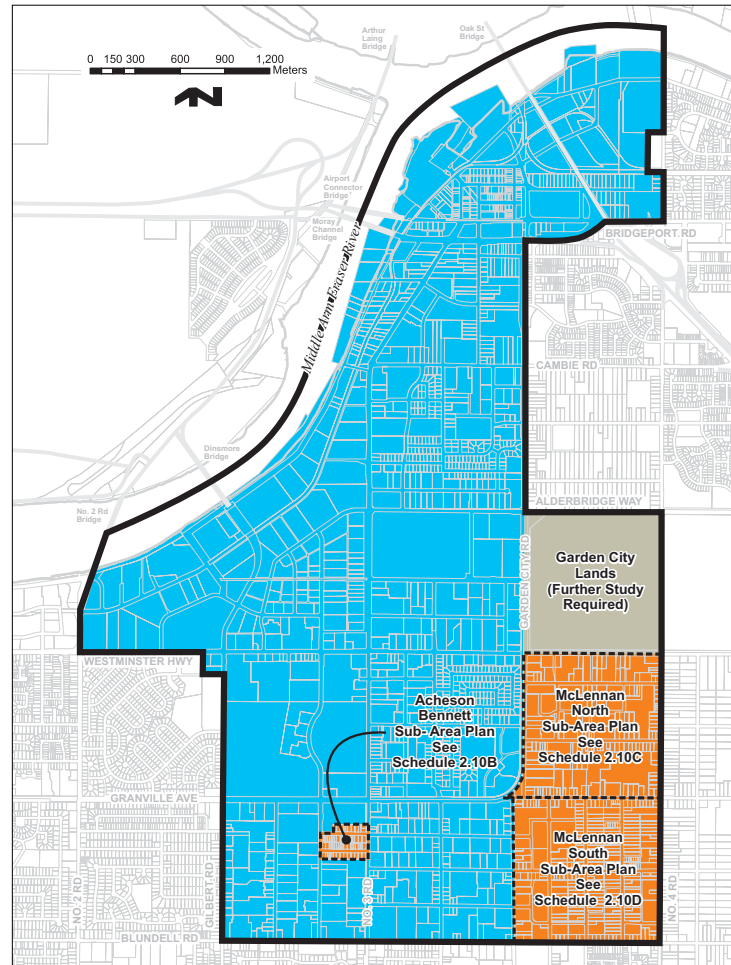 Arthur
Laing
Bridge
Oak St
Bridge
0 150 300 600 900 1,200
Meters
N
Airport
Connector
Bridge
Moray
Channel
Bridge
BRIDGEPORT RD
Middle Arm Fraser River
CAMBIE RD
Dinsmore
Bridge
No. 2 Rd
Bridge
ALDERBRIDGE WAY
GARDEN CITY RD
Garden City
Lands
(Further Study
Required)
WESTMINSTER HWY
Acheson
Bennett
Sub- Area Plan
See
Schedule 2.10B
McLennan
North
Sub-Area Plan
See
Schedule 2.10C
GRANVILLE AVE
McLennan
South
Sub-Area Plan
See
Schedule 2.10D
NO. 2 RD
GILBERT RD
NO. 3 RD
NO. 4 RD
BLUNDELL RD